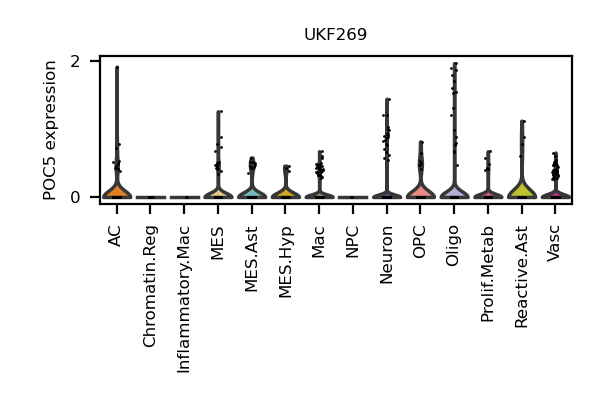 UKF269
POC5 expression
2
0
AC
Chromatin.Reg
Inflammatory.Mac
MES
MES.Ast
MES.Hyp
Mac
NPC
Neuron
OPC
Oligo
Prolif.Metab
Reactive.Ast
Vasc